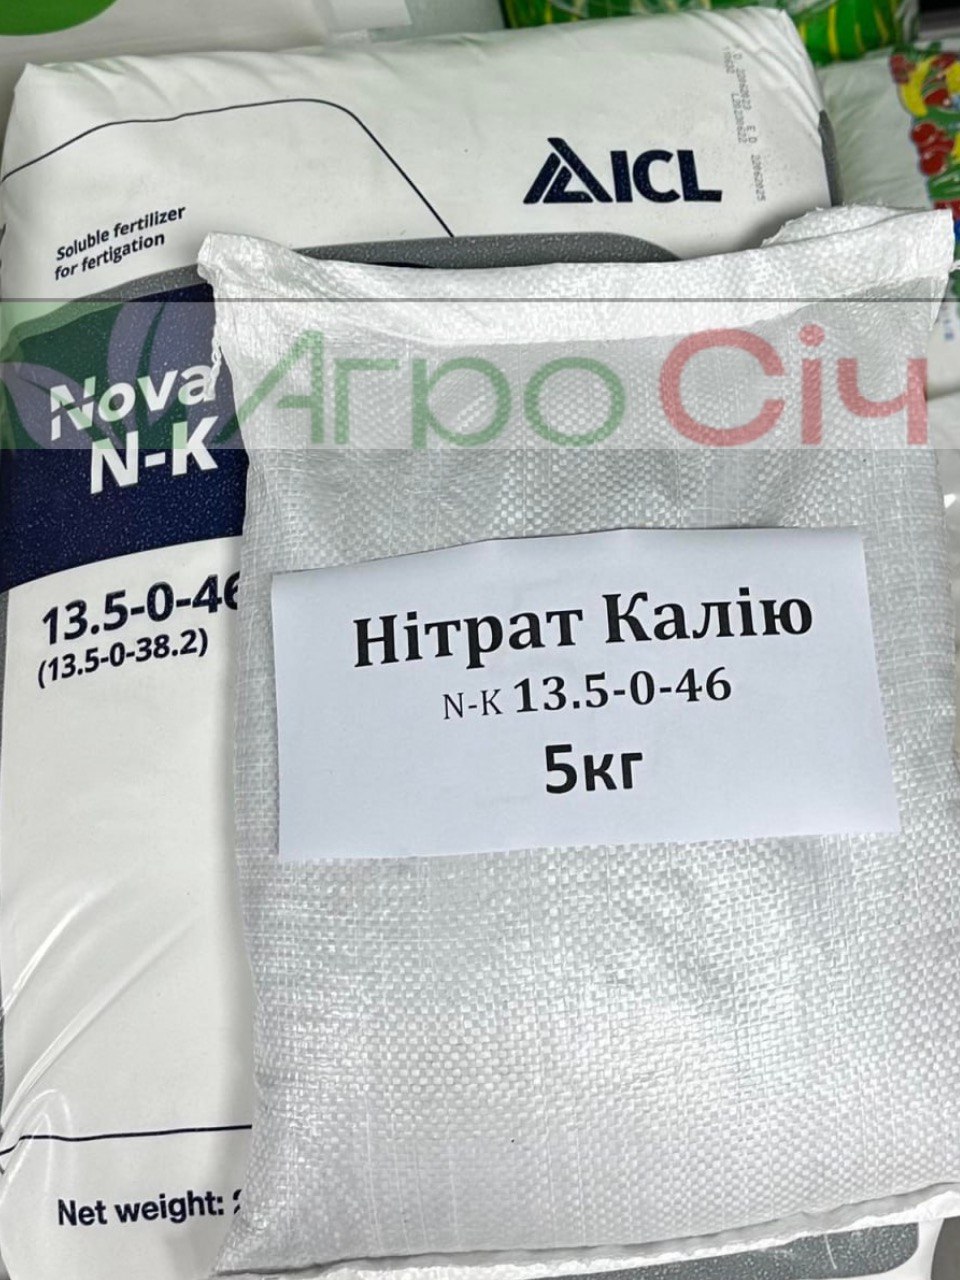 ICL
Soluble fertilizer
for fertigation
Агро Січ
Nova
N-K
13.5-0-46
(13.5-0-38.2)
Нітрат Калію
N-K 13.5-0-46
5кг
Net weight: